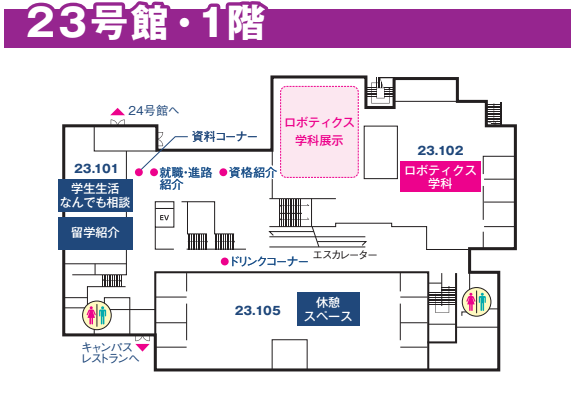 23号館・1階
24号館へ
資料コーナー
ロボティクス
学科展示
23.101
就職・進路
紹介
資格紹介
23.102
ロボティクス
学科
学生生活
なんでも相談
留学紹介
EV
エスカレーター
ドリンクコーナー
23.105
休憩
スペース
キャンパス
レストランへ